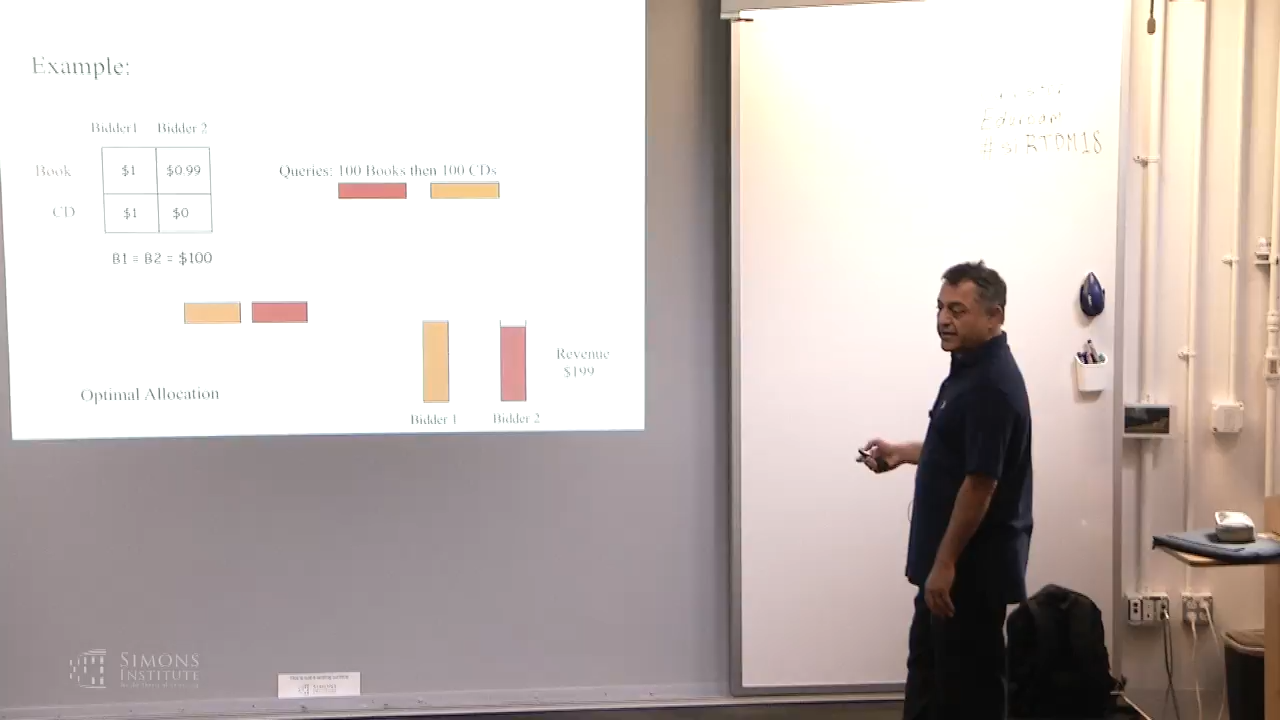 Example:
Bidder1 Bidder 2
Book $1 $0.99
CD $1 $0
B1 = B2 = $100
Queries: 100 Books then 100 CDs
Optimal Allocation
Bidder 1 Bidder 2
Revenue
$199
SIMONS
INSTITUTE